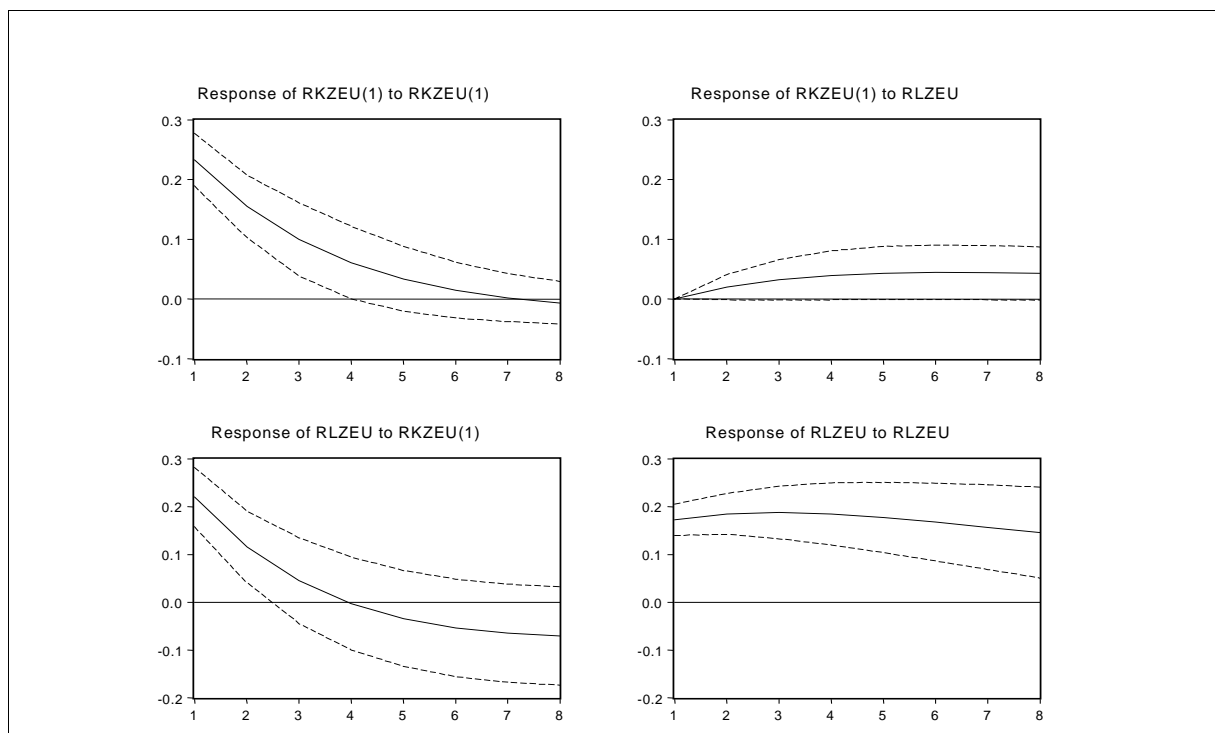 Response of RKZEU(1) to RKZEU(1)
0.3
0.2
0.1
0.0
-0.1
1 2 3 4 5 6 7 8
Response of RKZEU(1) to RLZEU
0.3
0.2
0.1
0.0
-0.1
1 2 3 4 5 6 7 8
Response of RLZEU to RKZEU(1)
0.3
0.2
0.1
0.0
-0.1
-0.2
1 2 3 4 5 6 7 8
Response of RLZEU to RLZEU
0.3
0.2
0.1
0.0
-0.1
-0.2
1 2 3 4 5 6 7 8